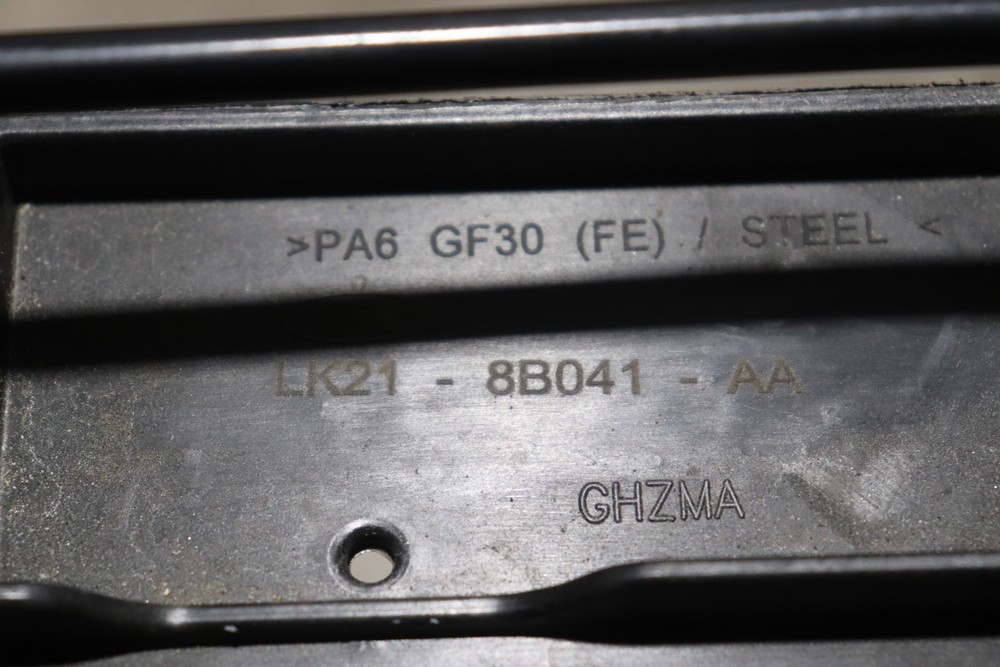 >PA6 GF30 (FE) / STEEL <
LK21 - 8B041 - AA
GHZMA